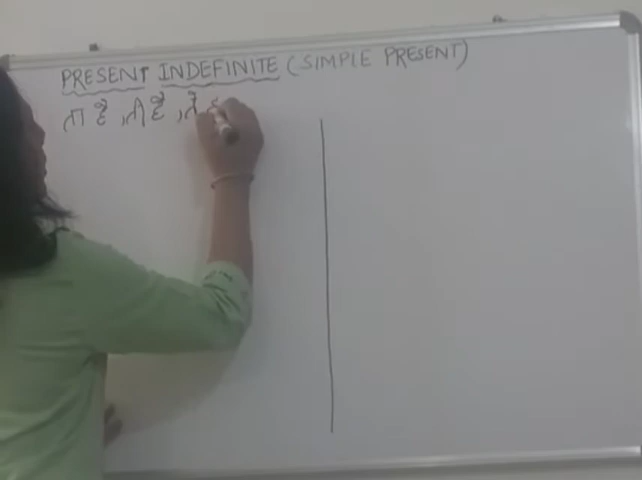 PRESENT INDEFINITE (SIMPLE PRESENT)
ता है, ती है, ते